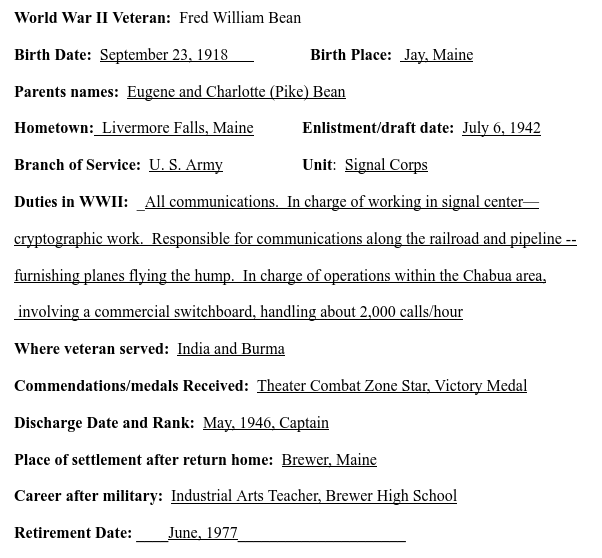 World War II Veteran: Fred William Bean
Birth Date: September 23, 1918 Birth Place: Jay, Maine
Parents names: Eugene and Charlotte (Pike) Bean
Hometown: Livermore Falls, Maine Enlistment/draft date: July 6, 1942
Branch of Service: U. S. Army Unit: Signal Corps
Duties in WWII: _All communications. In charge of working in signal center—
cryptographic work. Responsible for communications along the railroad and pipeline --
furnishing planes flying the hump. In charge of operations within the Chabua area,
involving a commercial switchboard, handling about 2,000 calls/hour
Where veteran served: India and Burma
Commendations/medals Received: Theater Combat Zone Star, Victory Medal
Discharge Date and Rank: May, 1946, Captain
Place of settlement after return home: Brewer, Maine
Career after military: Industrial Arts Teacher, Brewer High School
Retirement Date: ____June, 1977____________________